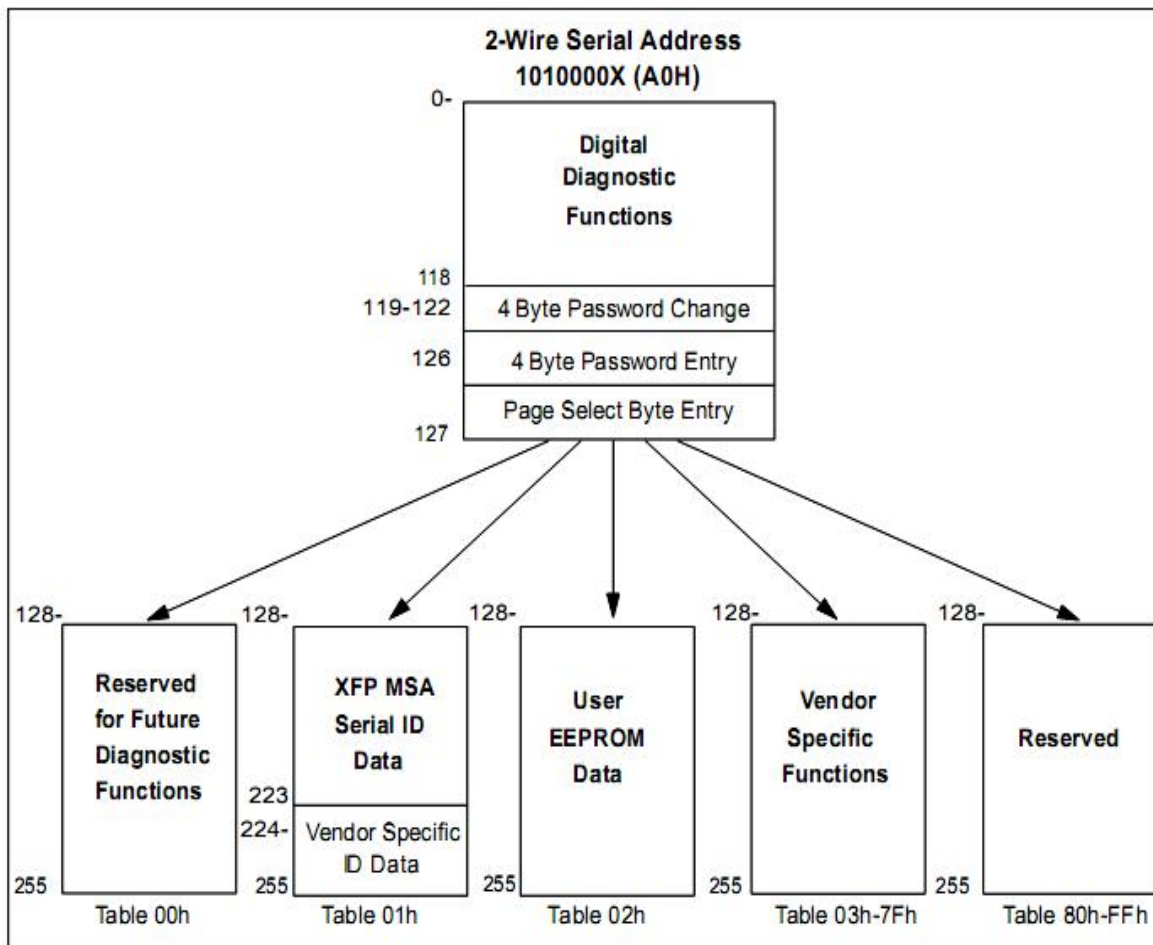 2-Wire Serial Address
1010000X (A0H)
0-
Digital
Diagnostic
Functions
118
119-122
4 Byte Password Change
126
4 Byte Password Entry
Page Select Byte Entry
127
128-
Reserved
for Future
Diagnostic
Functions
255
Table 00h
128-
XFP MSA
Serial ID
Data
223
224-
Vendor Specific
ID Data
255
Table 01h
128-
User
EEPROM
Data
255
Table 02h
128-
Vendor
Specific
Functions
255
Table 03h-7Fh
128-
Reserved
255
Table 80h-FFh